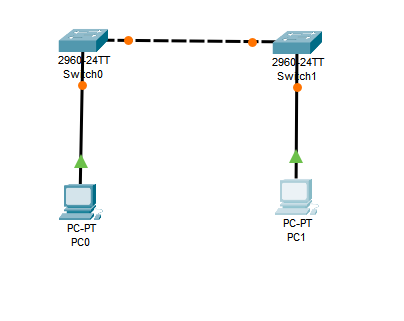 2960-24TT
Switch0
2960-24TT
Switch1
PC-PT
PC0
PC-PT
PC1